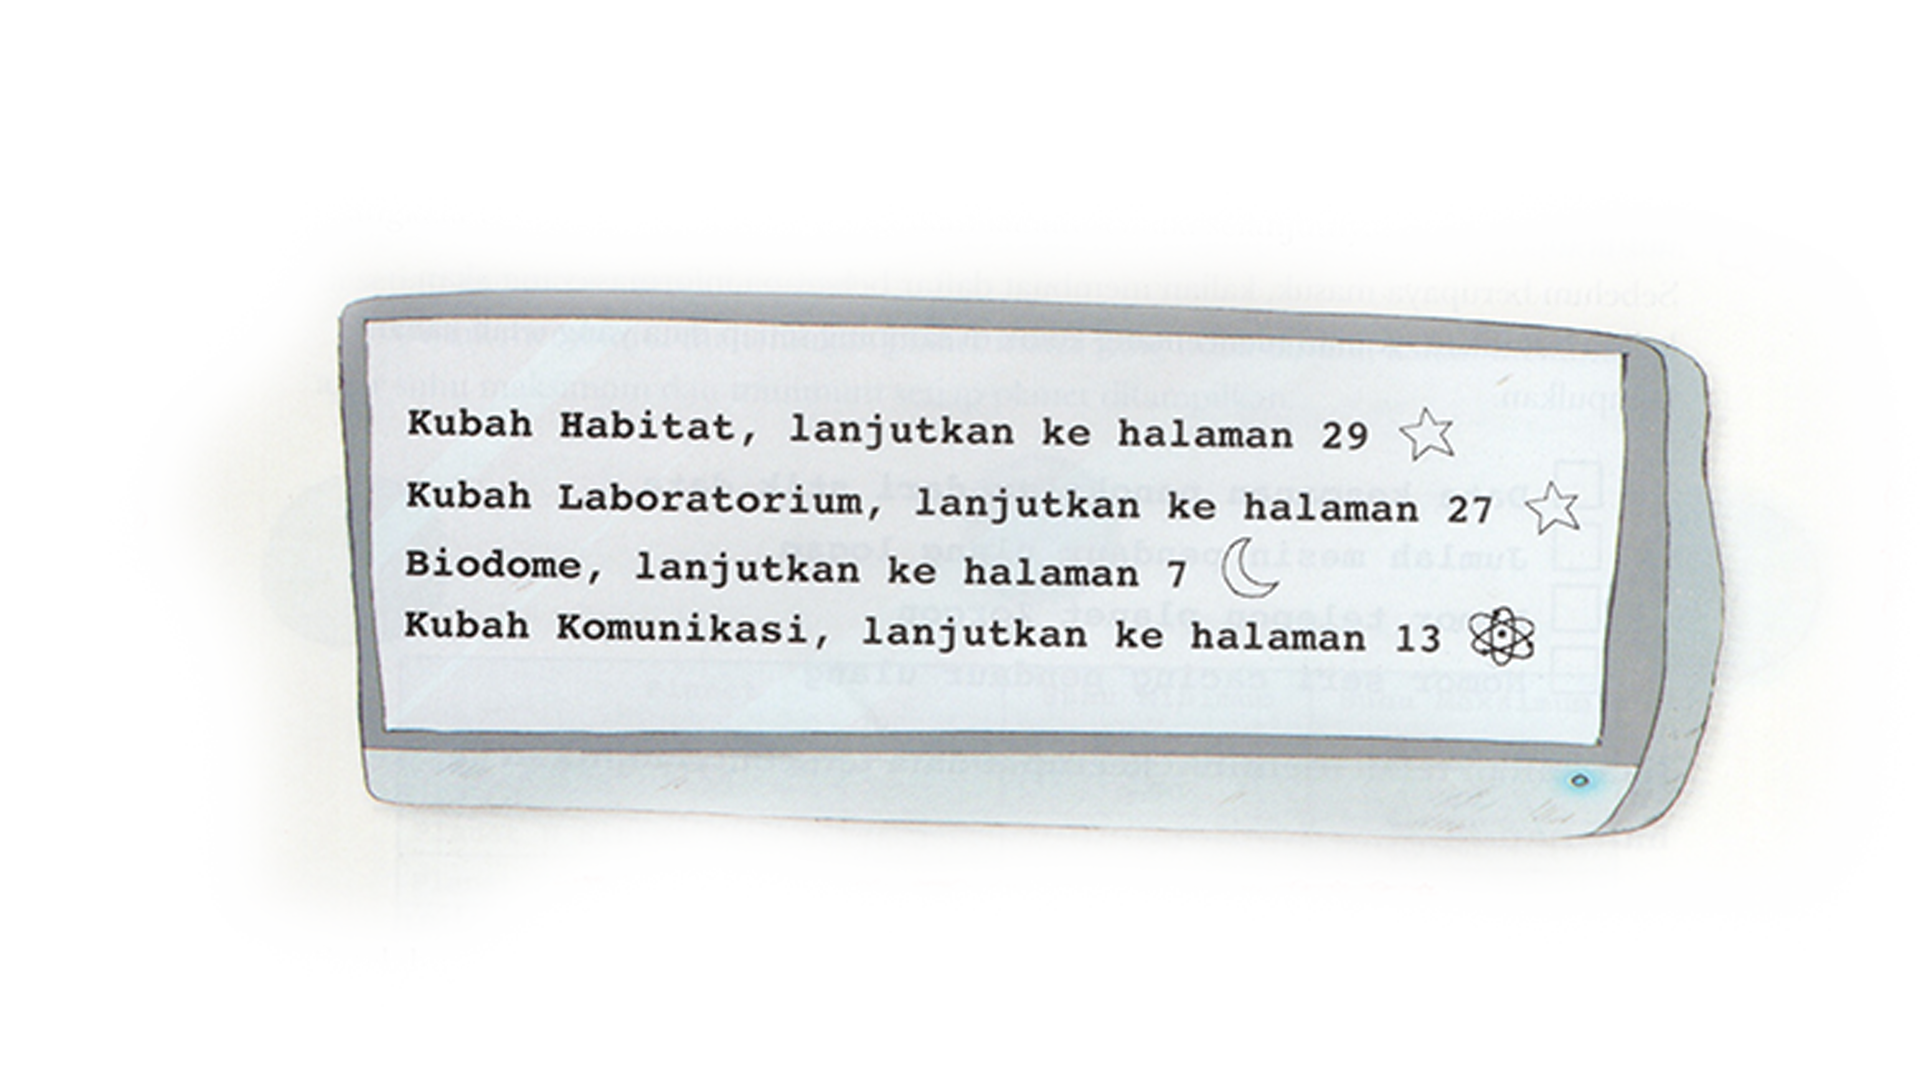 Kubah Habitat, lanjutkan ke halaman 29
Kubah Laboratorium, lanjutkan ke halaman 27
Biodome, lanjutkan ke halaman 7
Kubah Komunikasi, lanjutkan ke halaman 13